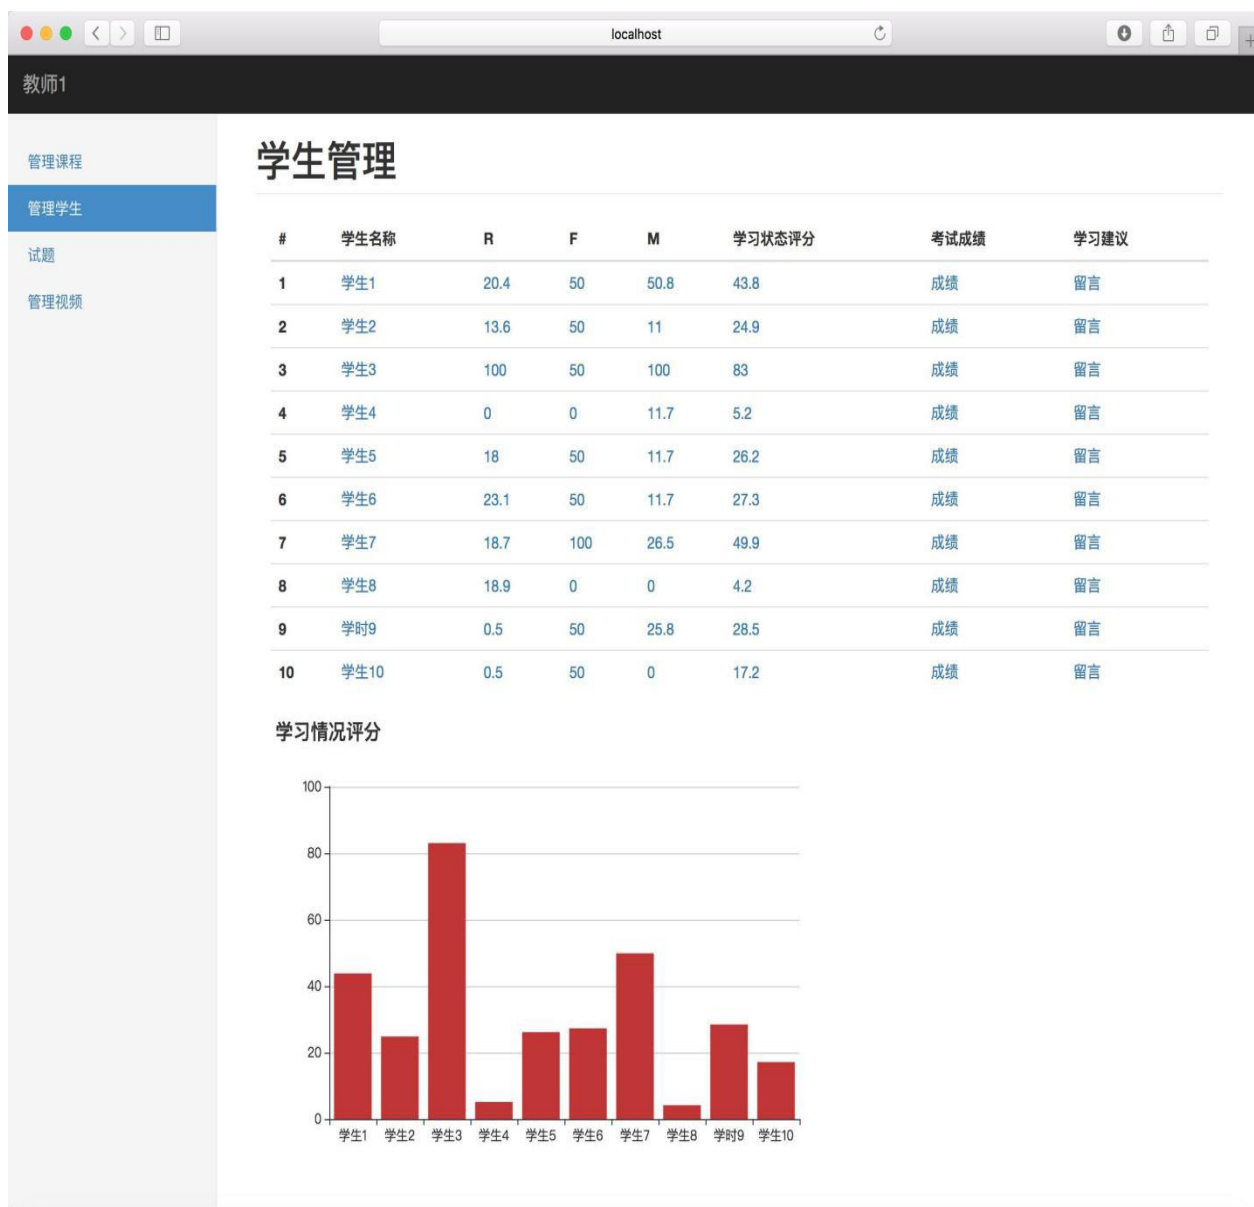 localhost
教师1
管理课程
管理学生
试题
管理视频
学生管理
# 学生名称 R F M 学习状态评分 考试成绩 学习建议
1 学生1 20.4 50 50.8 43.8 成绩 留言
2 学生2 13.6 50 11 24.9 成绩 留言
3 学生3 100 50 100 83 成绩 留言
4 学生4 0 0 11.7 5.2 成绩 留言
5 学生5 18 50 11.7 26.2 成绩 留言
6 学生6 23.1 50 11.7 27.3 成绩 留言
7 学生7 18.7 100 26.5 49.9 成绩 留言
8 学生8 18.9 0 0 4.2 成绩 留言
9 学时9 0.5 50 25.8 28.5 成绩 留言
10 学生10 0.5 50 0 17.2 成绩 留言
学习情况评分
100
80
60
40
20
0
学生1 学生2 学生3 学生4 学生5 学生6 学生7 学生8 学时9 学生10